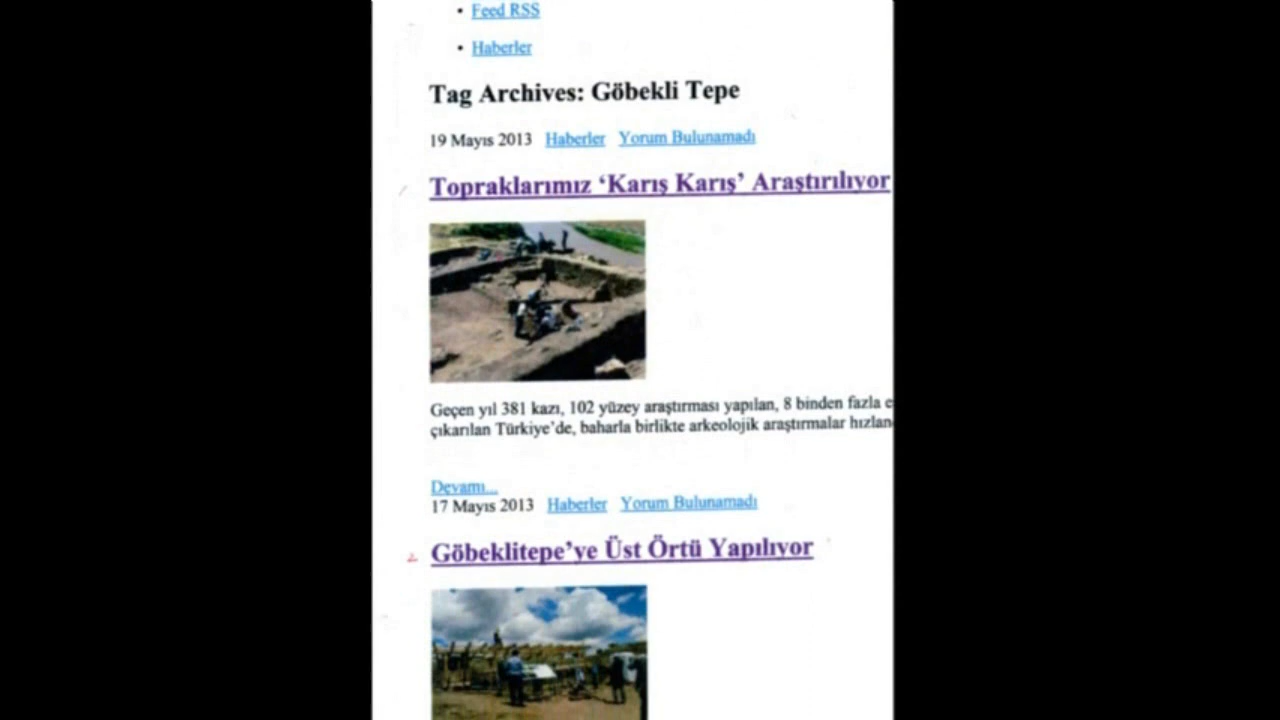 Feed RSS
Haberler
Tag Archives: Göbekli Tepe
19 Mayıs 2013 Haberler Yorum Bulunamadı
Topraklarımız ‘Karış Karış’ Araştırılıyor
Geçen yıl 381 kazı, 102 yüzey araştırması yapılan, 8 binden fazla e
çıkarılan Türkiye’de, baharla birlikte arkeolojik araştırmalar hızlan
Devamı...
17 Mayıs 2013 Haberler Yorum Bulunamadı
Göbeklitepe’ye Üst Örtü Yapılıyor